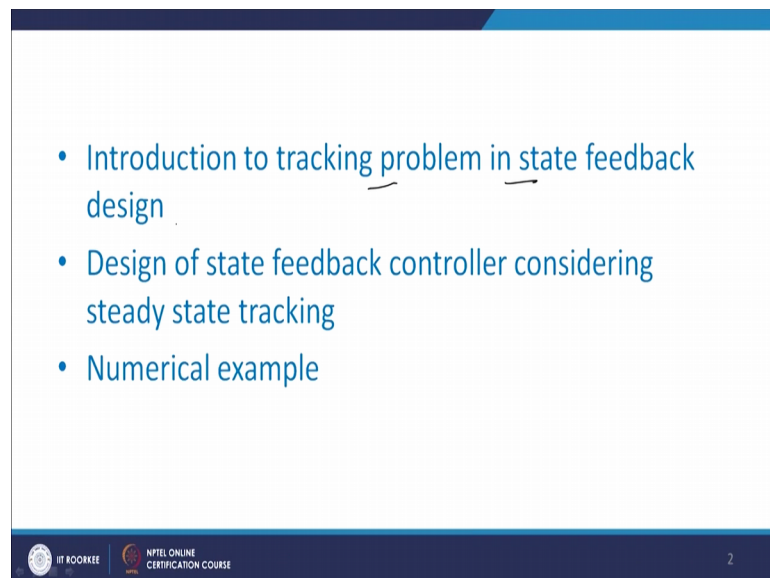 • Introduction to tracking problem in state feedback
design
• Design of state feedback controller considering
steady state tracking
• Numerical example
IIT ROORKEE
NPTEL ONLINE
CERTIFICATION COURSE
2